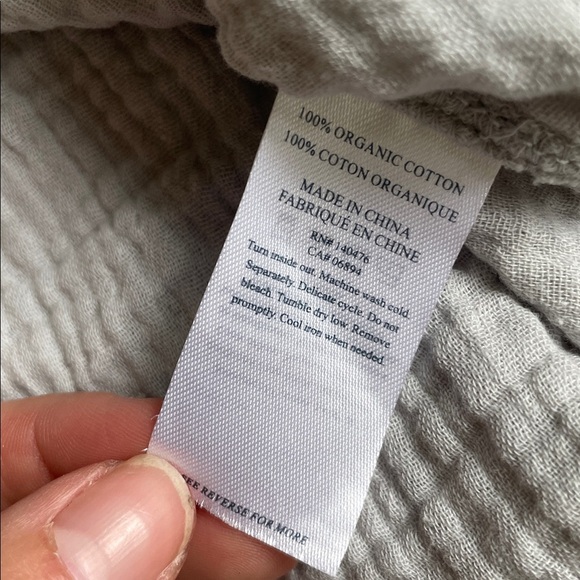 100% ORGANIC COTTON
100% COTON ORGANIQUE
MADE IN CHINA
FABRIQUÉ EN CHINE
RN# 140476
CA# 06894
Turn inside out. Machine wash cold.
Separately. Delicate cycle. Do not
bleach. Tumble dry low. Remove
promptly. Cool iron when needed.
REVERSE FOR MORE